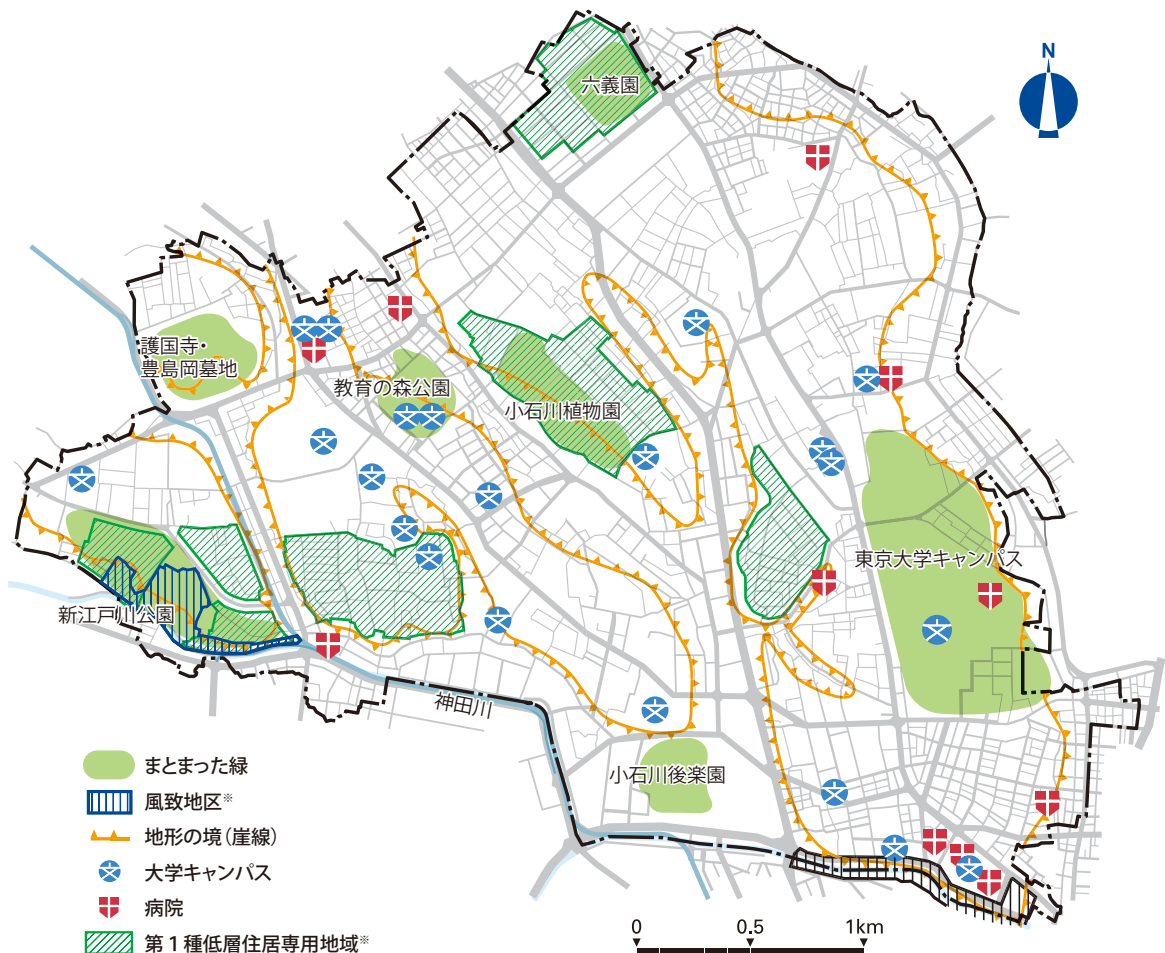 N
六義園
護国寺・
豊島岡墓地
教育の森公園
小石川植物園
東京大学キャンパス
新江戸川公園
神田川
小石川後楽園
まとまった緑
風致地区※
地形の境(崖線)
大学キャンパス
病院
第1種低層住居専用地域※
0 0.5 1km